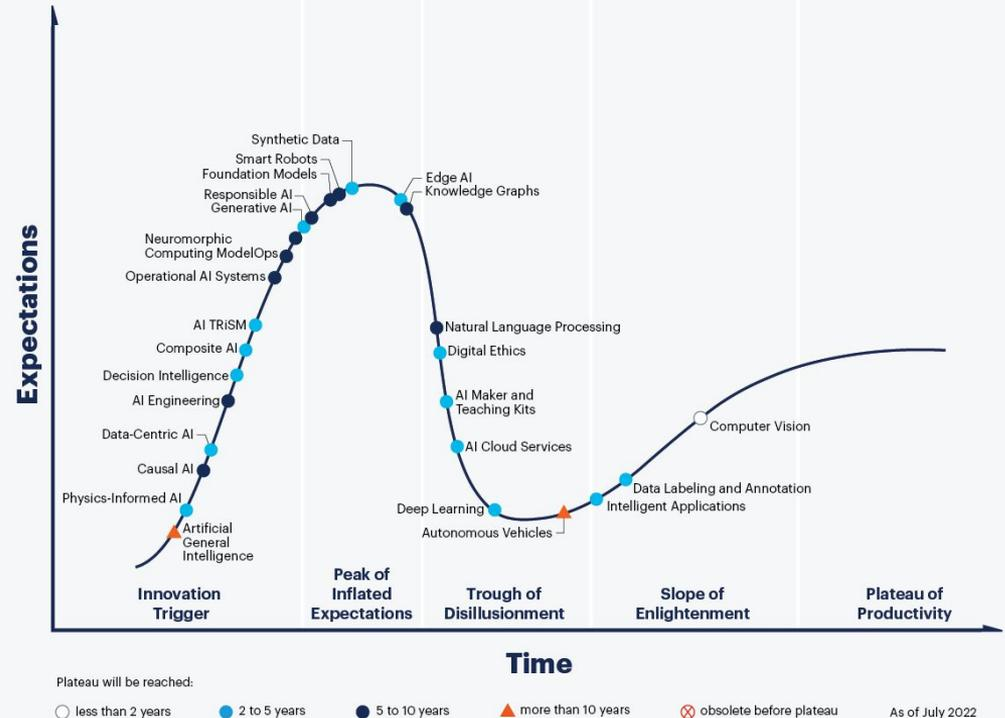 Expectations
Synthetic Data
Smart Robots
Foundation Models
Responsible AI
Generative AI
Neuromorphic
Computing ModelOps
Operational AI Systems
AI TRiSM
Composite AI
Decision Intelligence
AI Engineering
Data-Centric AI
Causal AI
Physics-Informed AI
Artificial
General
Intelligence
Edge AI
Knowledge Graphs
Natural Language Processing
Digital Ethics
AI Maker and
Teaching Kits
AI Cloud Services
Deep Learning
Autonomous Vehicles
Computer Vision
Data Labeling and Annotation
Intelligent Applications
Innovation
Trigger
Peak of
Inflated
Expectations
Trough of
Disillusionment
Slope of
Enlightenment
Plateau of
Productivity
Time
Plateau will be reached:
less than 2 years
2 to 5 years
5 to 10 years
more than 10 years
obsolete before plateau
As of July 2022